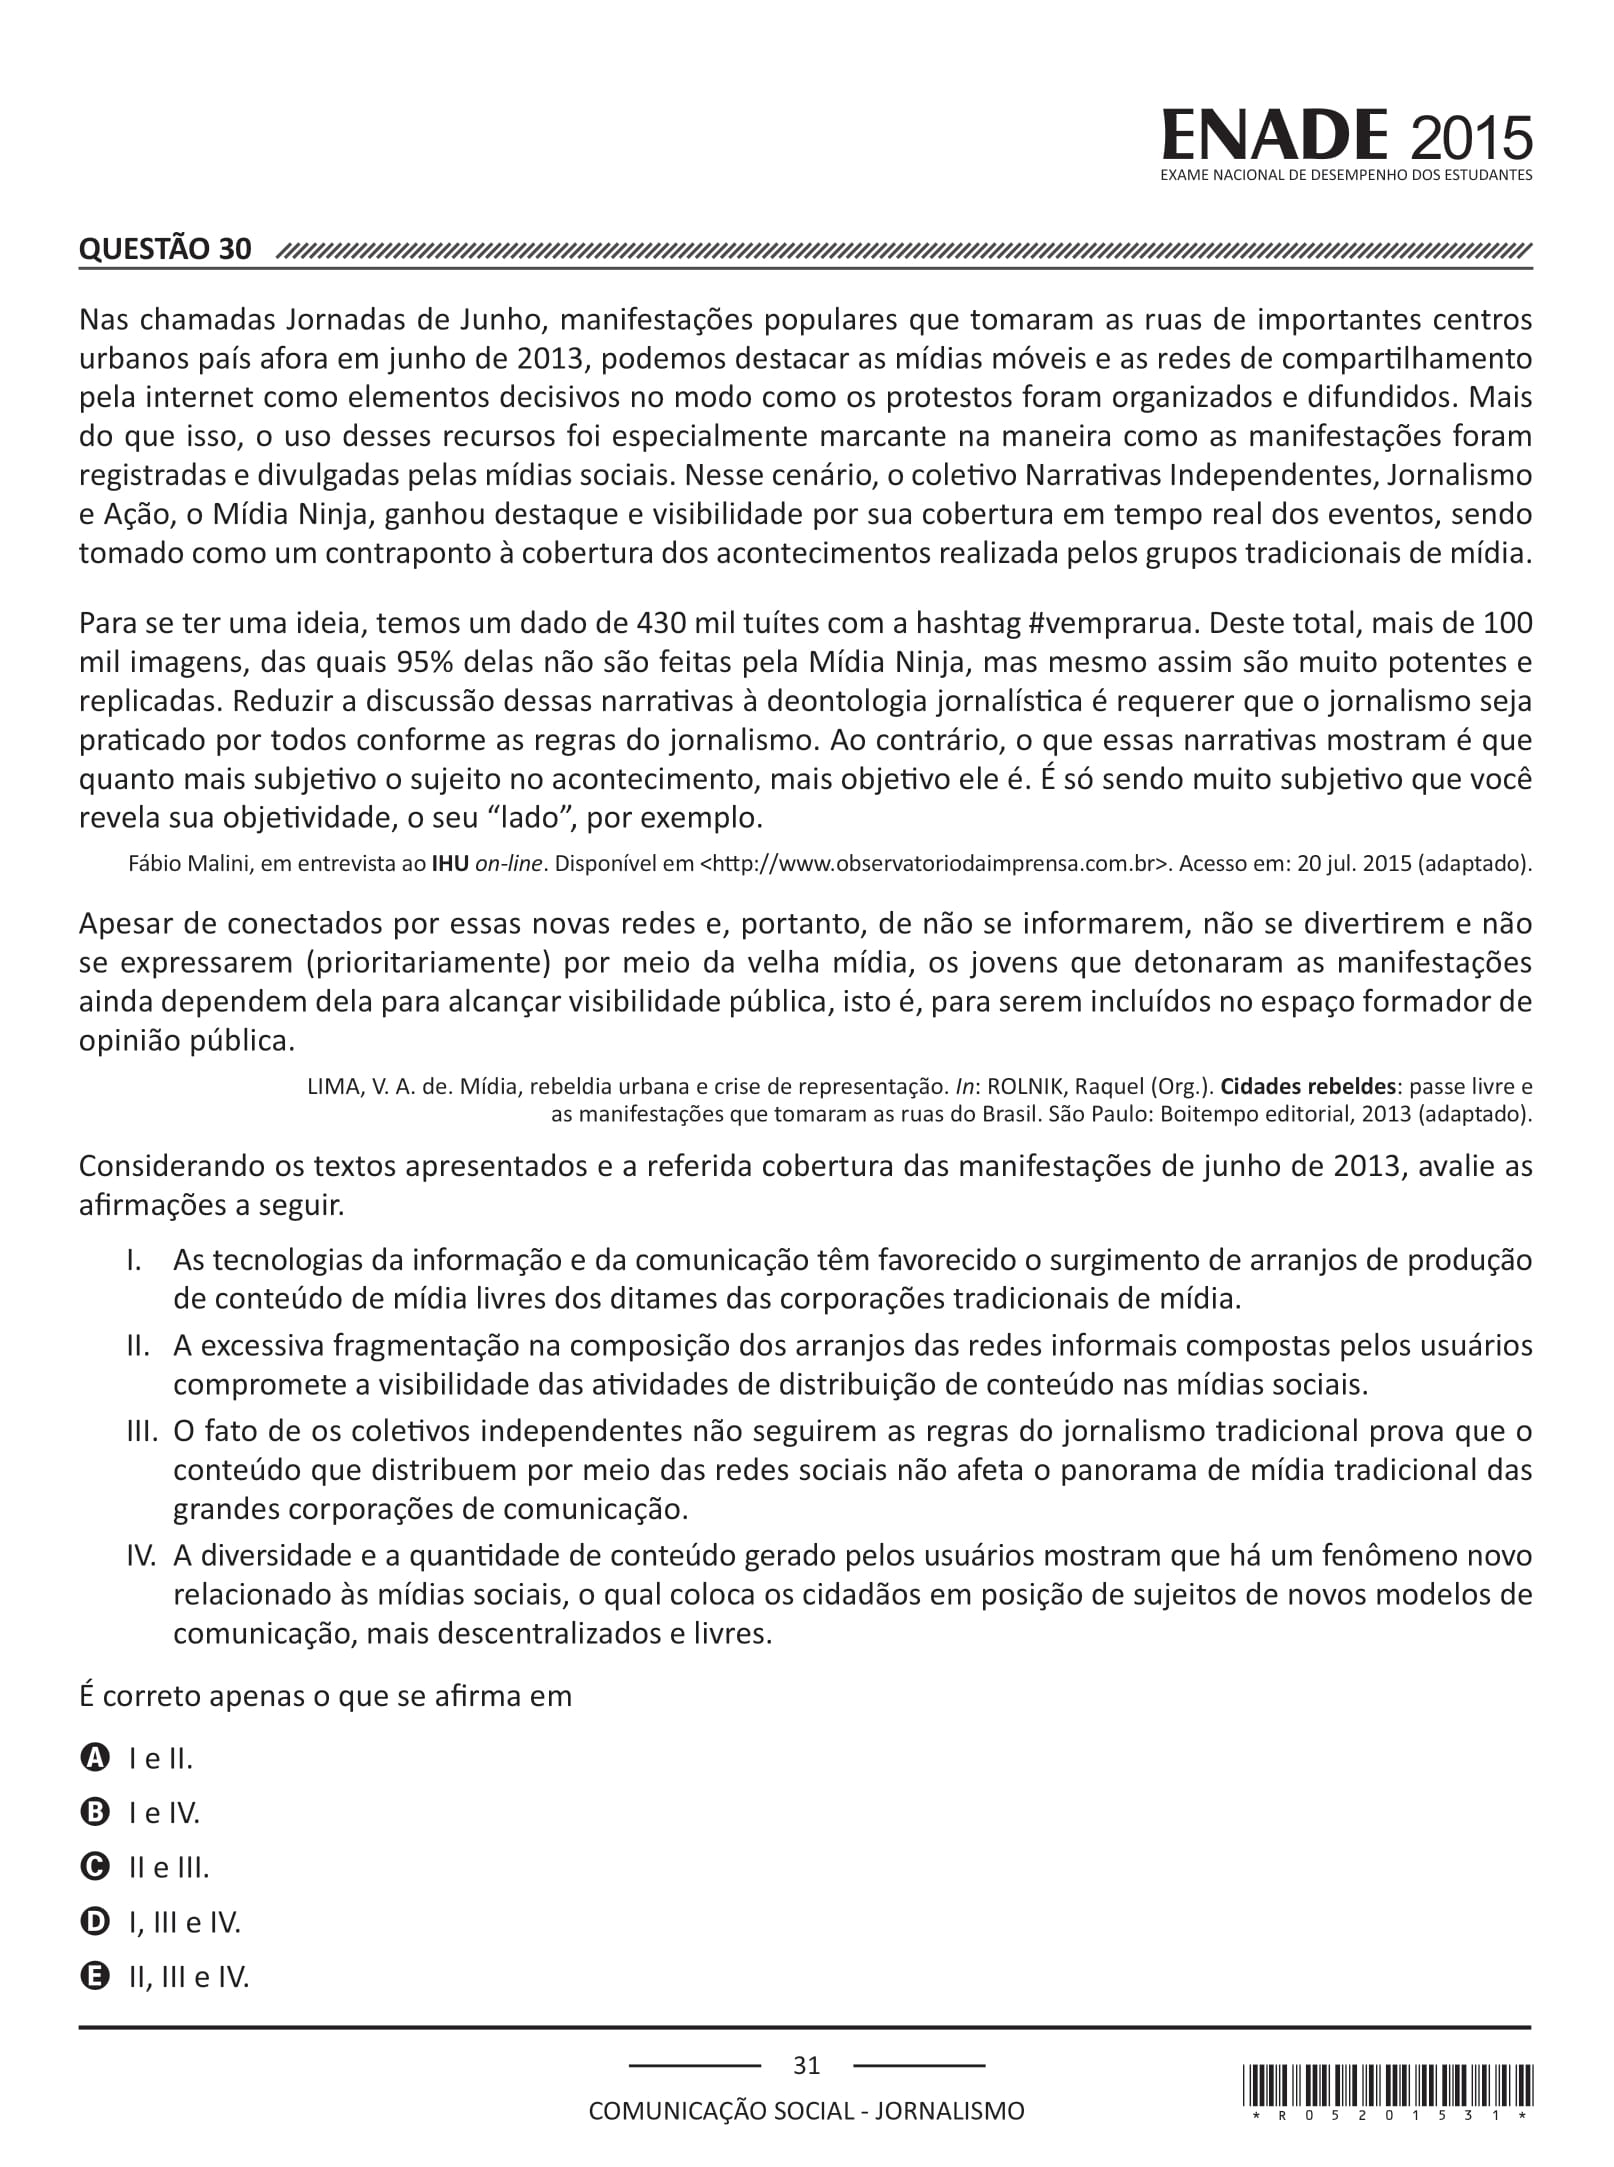 ENADE 2015
EXAME NACIONAL DE DESEMPENHO DOS ESTUDANTES
QUESTÃO 30
Nas chamadas Jornadas de Junho, manifestações populares que tomaram as ruas de importantes centros
urbanos país afora em junho de 2013, podemos destacar as mídias móveis e as redes de compartilhamento
pela internet como elementos decisivos no modo como os protestos foram organizados e difundidos. Mais
do que isso, o uso desses recursos foi especialmente marcante na maneira como as manifestações foram
registradas e divulgadas pelas mídias sociais. Nesse cenário, o coletivo Narrativas Independentes, Jornalismo
e Ação, o Mídia Ninja, ganhou destaque e visibilidade por sua cobertura em tempo real dos eventos, sendo
tomado como um contraponto à cobertura dos acontecimentos realizada pelos grupos tradicionais de mídia.
Para se ter uma ideia, temos um dado de 430 mil tuítes com a hashtag #vemprarua. Deste total, mais de 100
mil imagens, das quais 95% delas não são feitas pela Mídia Ninja, mas mesmo assim são muito potentes e
replicadas. Reduzir a discussão dessas narrativas à deontologia jornalística é requerer que o jornalismo seja
praticado por todos conforme as regras do jornalismo. Ao contrário, o que essas narrativas mostram é que
quanto mais subjetivo o sujeito no acontecimento, mais objetivo ele é. É só sendo muito subjetivo que você
revela sua objetividade, o seu “lado”, por exemplo.
Fábio Malini, em entrevista ao IHU on-line. Disponível em <http://www.observatoriodaimprensa.com.br>. Acesso em: 20 jul. 2015 (adaptado).
Apesar de conectados por essas novas redes e, portanto, de não se informarem, não se divertirem e não
se expressarem (prioritariamente) por meio da velha mídia, os jovens que detonaram as manifestações
ainda dependem dela para alcançar visibilidade pública, isto é, para serem incluídos no espaço formador de
opinião pública.
LIMA, V. A. de. Mídia, rebeldia urbana e crise de representação. In: ROLNIK, Raquel (Org.). Cidades rebeldes: passe livre e
as manifestações que tomaram as ruas do Brasil. São Paulo: Boitempo editorial, 2013 (adaptado).
Considerando os textos apresentados e a referida cobertura das manifestações de junho de 2013, avalie as
afirmações a seguir.
I. As tecnologias da informação e da comunicação têm favorecido o surgimento de arranjos de produção
de conteúdo de mídia livres dos ditames das corporações tradicionais de mídia.
II. A excessiva fragmentação na composição dos arranjos das redes informais compostas pelos usuários
compromete a visibilidade das atividades de distribuição de conteúdo nas mídias sociais.
III. O fato de os coletivos independentes não seguirem as regras do jornalismo tradicional prova que o
conteúdo que distribuem por meio das redes sociais não afeta o panorama de mídia tradicional das
grandes corporações de comunicação.
IV. A diversidade e a quantidade de conteúdo gerado pelos usuários mostram que há um fenômeno novo
relacionado às mídias sociais, o qual coloca os cidadãos em posição de sujeitos de novos modelos de
comunicação, mais descentralizados e livres.
É correto apenas o que se afirma em
A I e II.
B I e IV.
C II e III.
D I, III e IV.
E II, III e IV.
31
COMUNICAÇÃO SOCIAL - JORNALISMO
* R 0 5 2 0 1 5 3 1 *